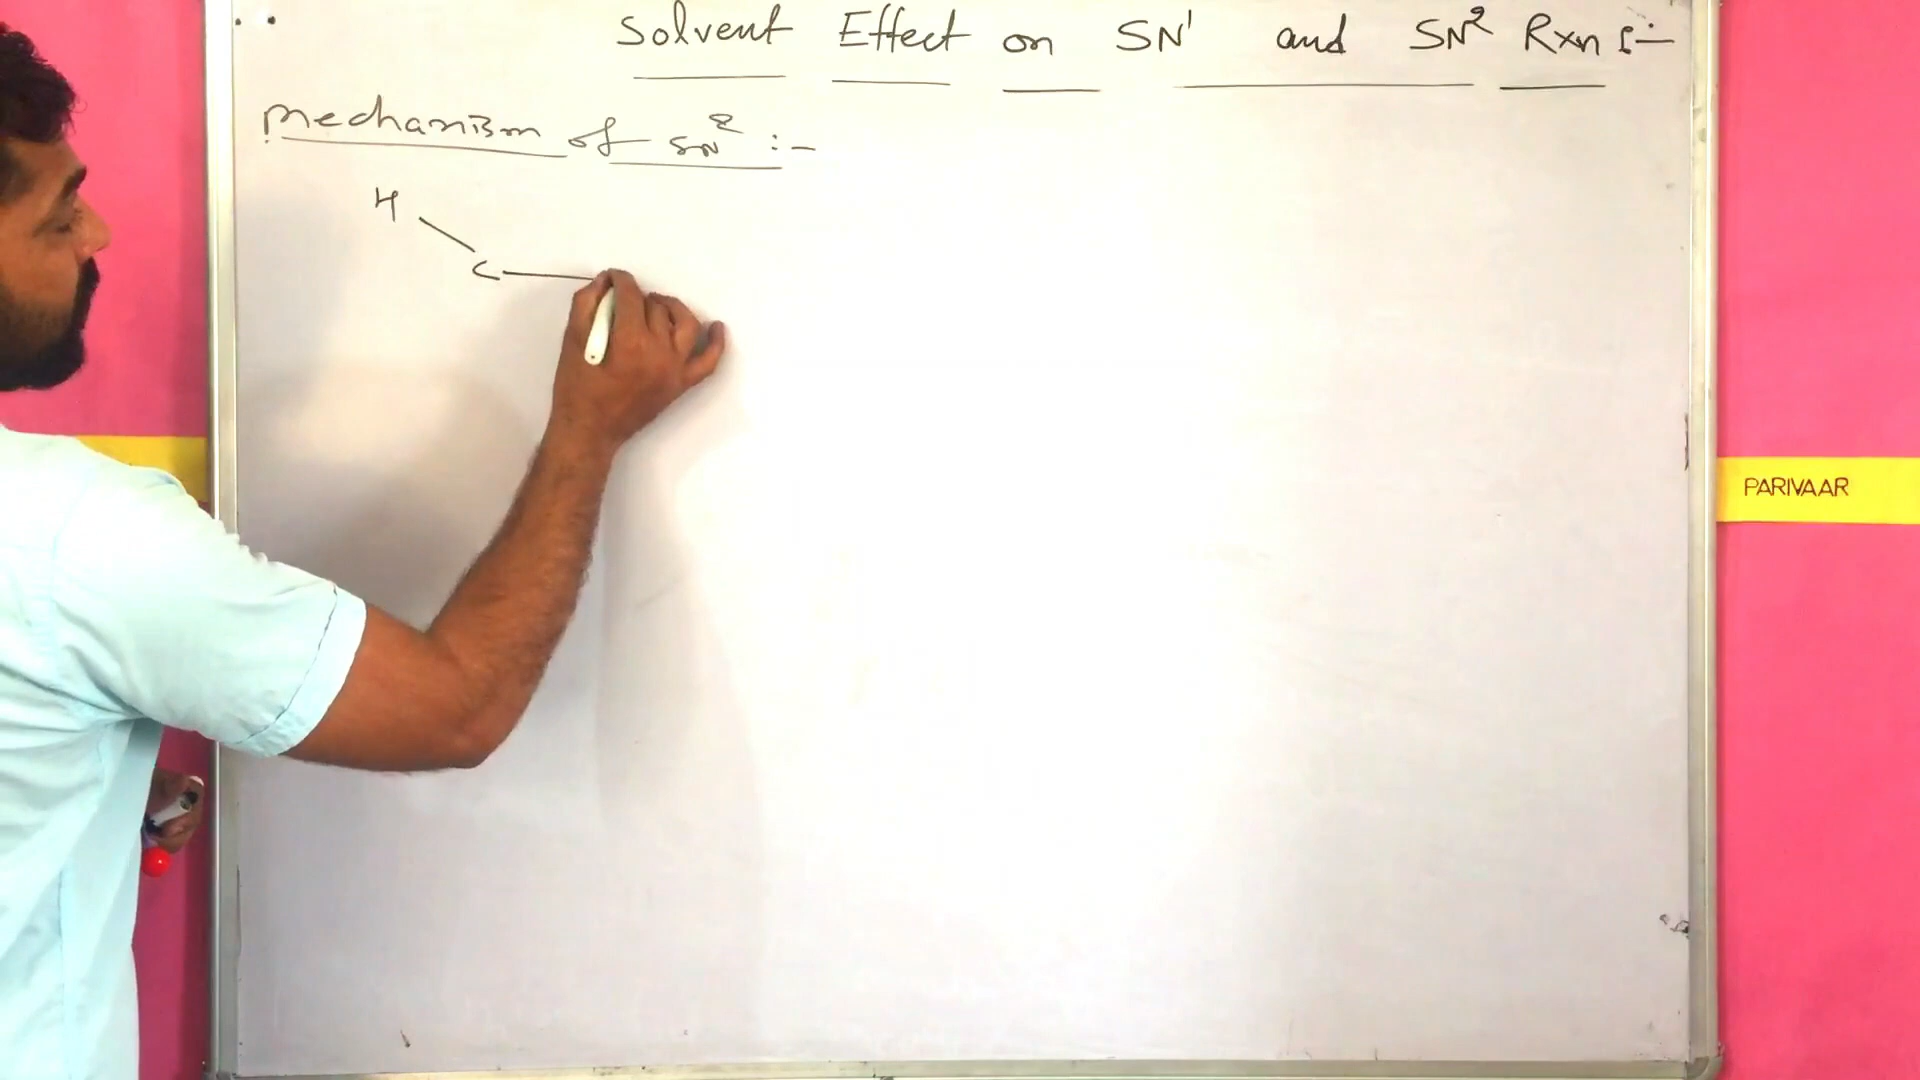 Solvent Effect on SN1 and SN2 Rxn :-
Mechanism of SN2 :-
H
C
PARIVAAR